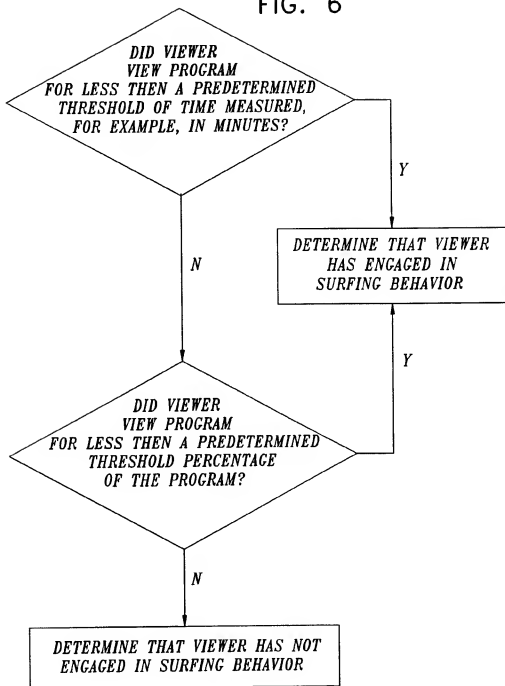 FIG. 6
DID VIEWER
VIEW PROGRAM
FOR LESS THEN A PREDETERMINED
THRESHOLD OF TIME MEASURED,
FOR EXAMPLE, IN MINUTES?
Y
DETERMINE THAT VIEWER
HAS ENGAGED IN
SURFING BEHAVIOR
N
Y
DID VIEWER
VIEW PROGRAM
FOR LESS THEN A PREDETERMINED
THRESHOLD PERCENTAGE
OF THE PROGRAM?
N
DETERMINE THAT VIEWER HAS NOT
ENGAGED IN SURFING BEHAVIOR